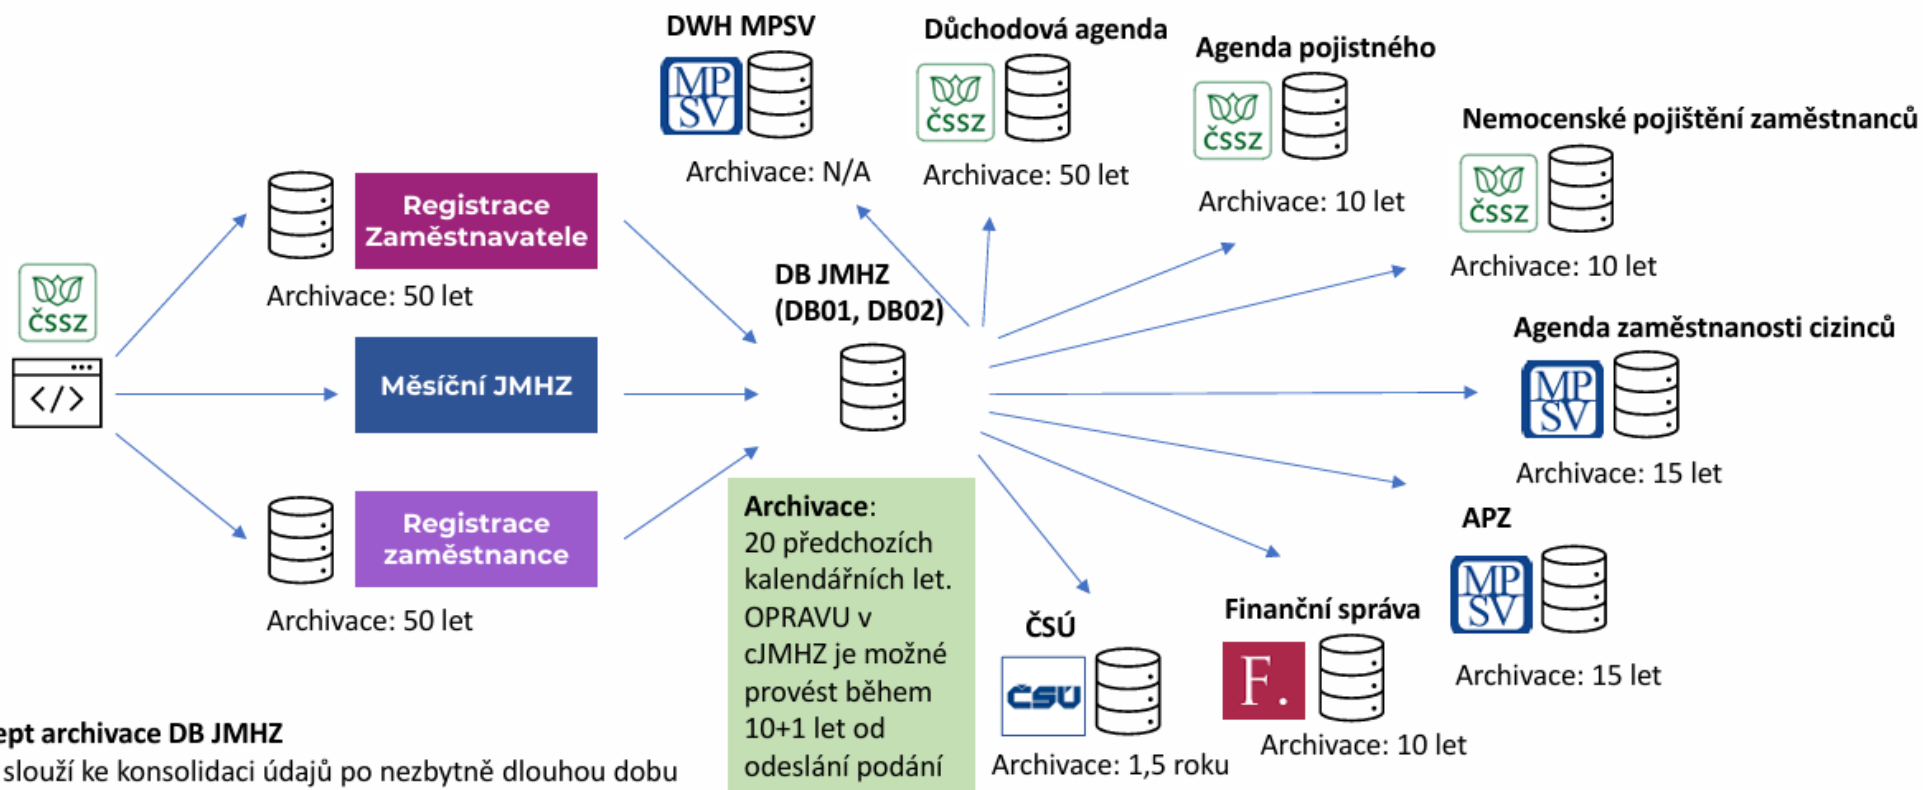 DWH MPSV
MP
SV
Archivace: N/A
Důchodová agenda
ČSSZ
Archivace: 50 let
Agenda pojistného
ČSSZ
Archivace: 10 let
Nemocenské pojištění zaměstnanců
ČSSZ
Archivace: 10 let
Registrace
Zaměstnavatele
Archivace: 50 let
ČSSZ
</>
Měsíční JMHZ
Registrace
zaměstnance
Archivace: 50 let
DB JMHZ
(DB01, DB02)
Archivace:
20 předchozích
kalendářních let.
OPRAVU v
cJMHZ je možné
provést během
10+1 let od
odeslání podání
Agenda zaměstnanosti cizinců
MP
SV
Archivace: 15 let
APZ
MP
SV
Archivace: 15 let
Finanční správa
F.
Archivace: 10 let
ČSÚ
ČSÚ
Archivace: 1,5 roku
ept archivace DB JMHZ
slouží ke konsolidaci údajů po nezbytně dlouhou dobu